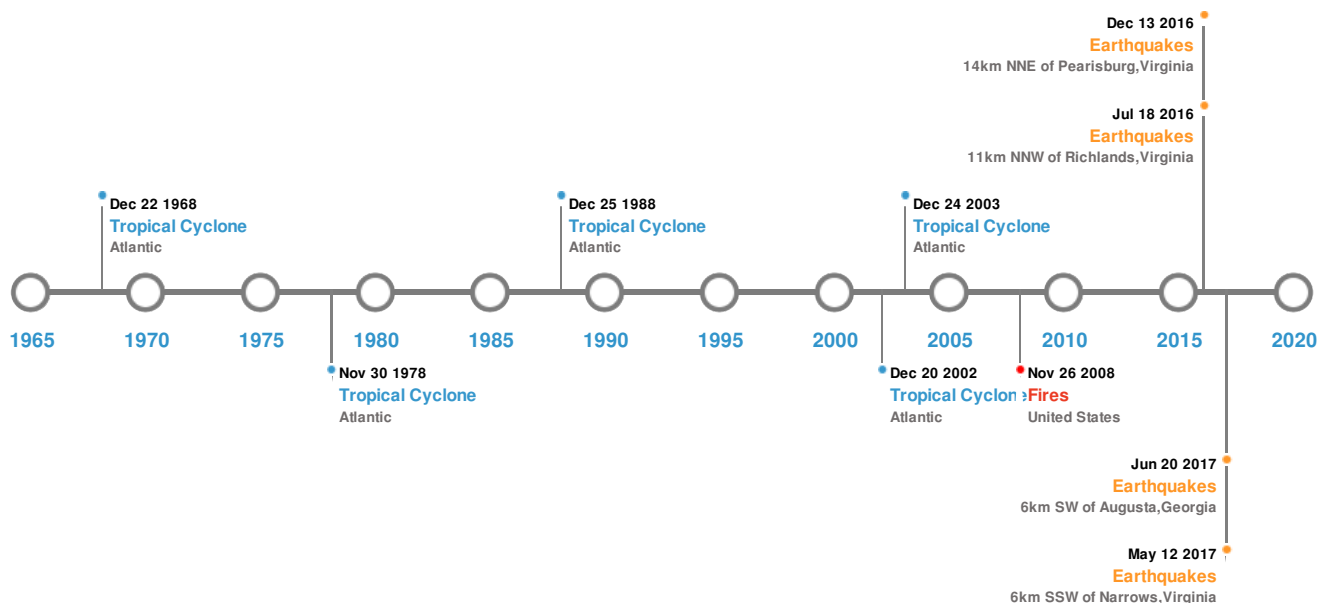 Dec 13 2016
Earthquakes
14km NNE of Pearisburg,Virginia
Jul 18 2016
Earthquakes
11km NNW of Richlands,Virginia
Dec 22 1968
Tropical Cyclone
Atlantic
Dec 25 1988
Tropical Cyclone
Atlantic
Dec 24 2003
Tropical Cyclone
Atlantic
1965 1970 1975 1980 1985 1990 1995 2000 2005 2010 2015 2020
Nov 30 1978
Tropical Cyclone
Atlantic
Dec 20 2002
Tropical Cyclone
Atlantic
Nov 26 2008
Fires
United States
Jun 20 2017
Earthquakes
6km SW of Augusta,Georgia
May 12 2017
Earthquakes
6km SSW of Narrows,Virginia